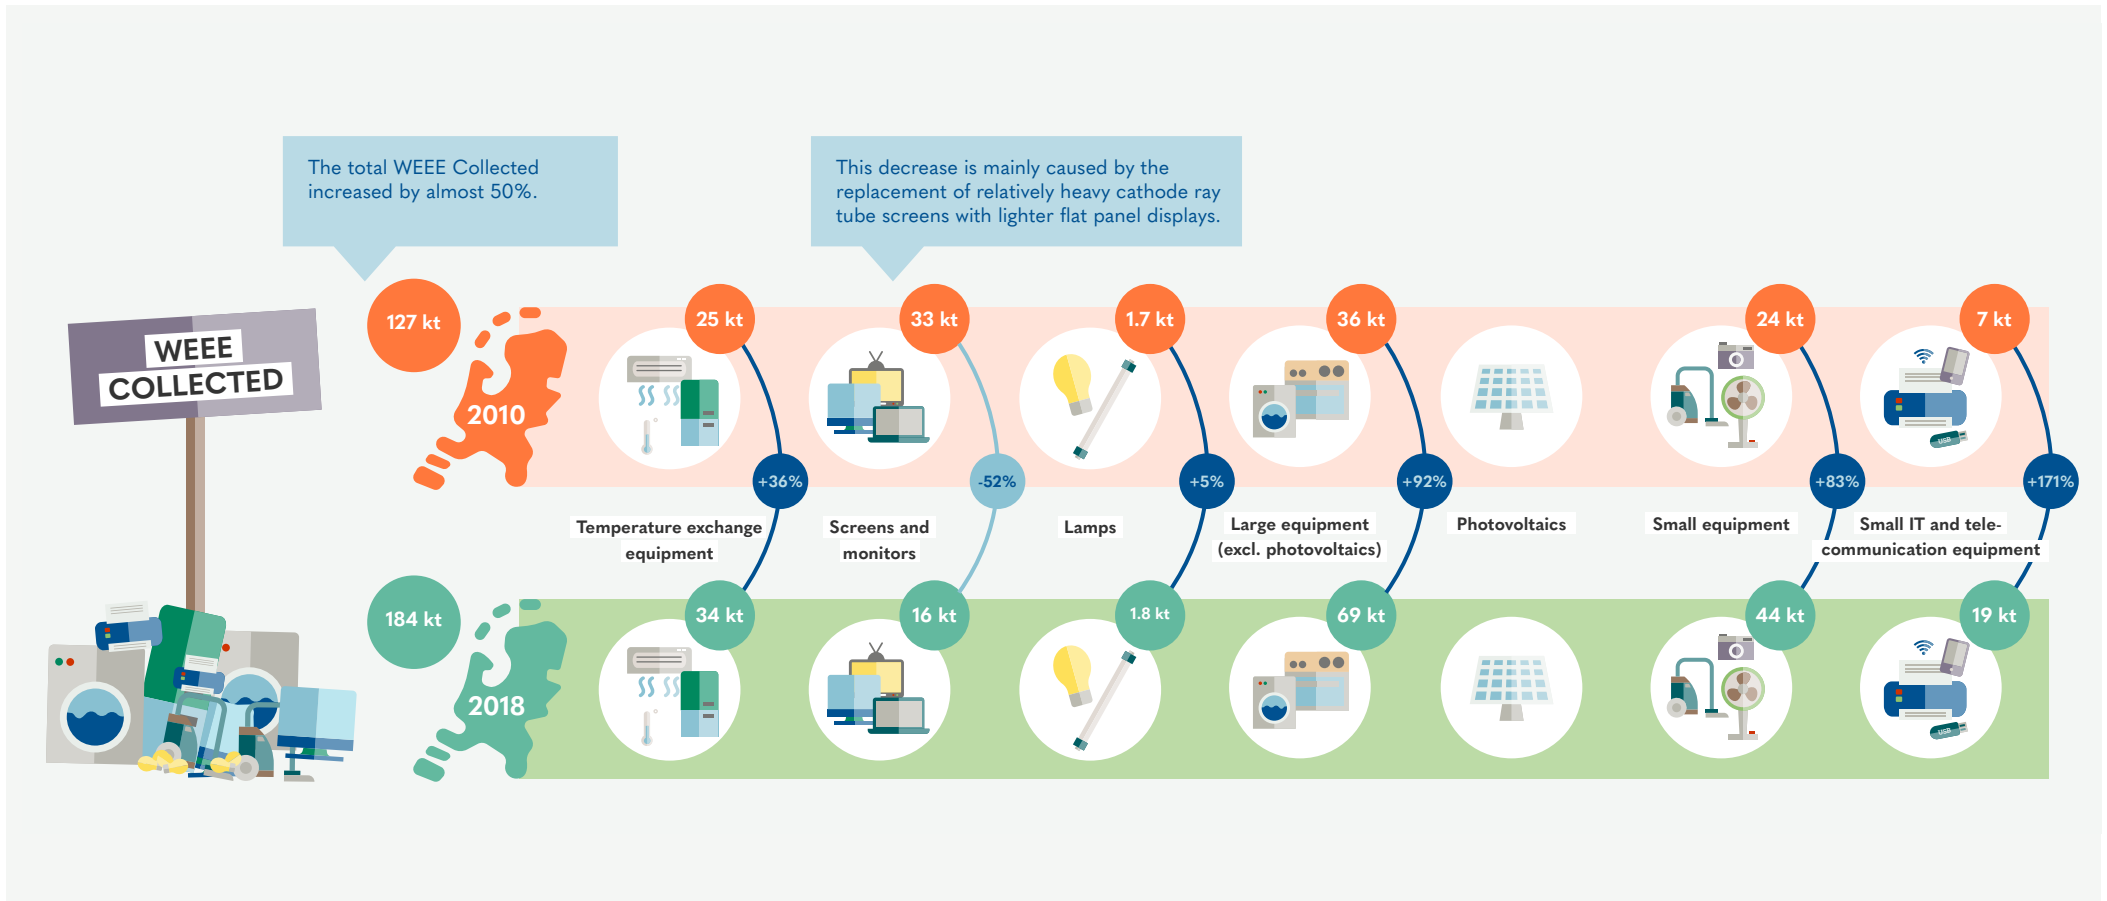 The total WEEE Collected
increased by almost 50%.
This decrease is mainly caused by the
replacement of relatively heavy cathode ray
tube screens with lighter flat panel displays.
WEEE
COLLECTED
127 kt
2010
25 kt
33 kt
1.7 kt
36 kt
24 kt
7 kt
USB
+36%
-52%
+5%
+92%
+83%
+171%
Temperature exchange
equipment
Screens and
monitors
Lamps
Large equipment
(excl. photovoltaics)
Photovoltaics
Small equipment
Small IT and tele-
communication equipment
184 kt
2018
34 kt
16 kt
1.8 kt
69 kt
44 kt
19 kt
USB